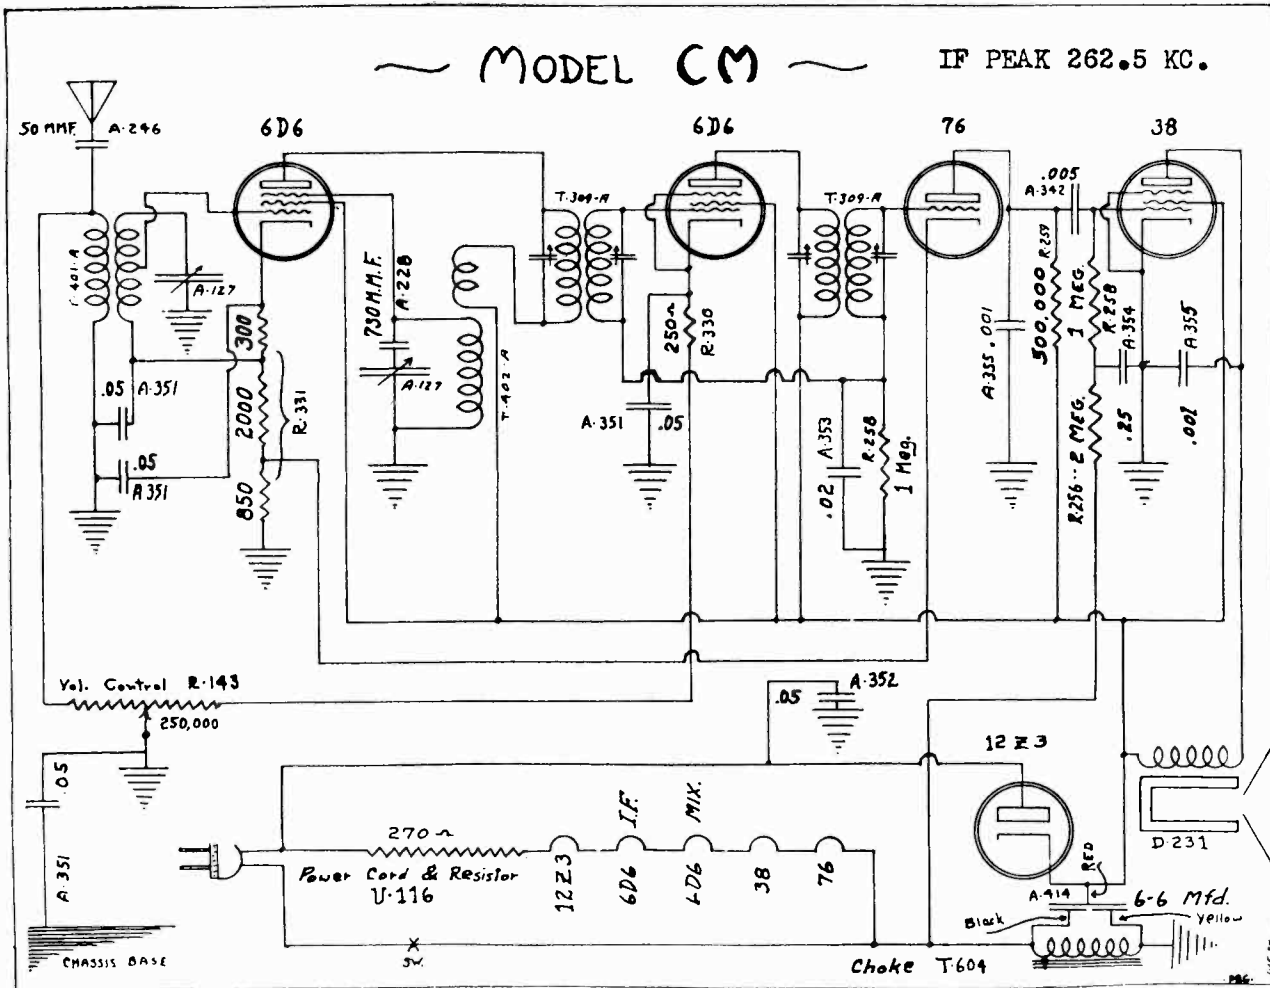 ~ MODEL CM ~
IF PEAK 262.5 KC.
50 MMF. A-246
6D6
6D6
76
38
T-401-A
A-127
730 M.M.F.
A-228
A-127
T-402-A
T-309-A
T-309-A
.005
A-342
R-259
500,000
1 MEG.
R-258
A-354
A-355
.25
.002
A-355 .001
R-256-- 2 MEG.
300
2000
850
R-331
.05 A-351
.05
A351
250Ω
R-330
A-351 .05
A-353
.02
R-258
1 Meg.
Vol. Control R-143
250,000
.05 A-352
.05
A-351
CHASSIS BASE
12Z3
270 Ω
Power Cord & Resistor
U-116
12Z3
6D6 I.F.
6D6 MIX.
38
76
SW.
D-231
RED
A-414 6-6 Mfd.
Black
Yellow
Choke T-604